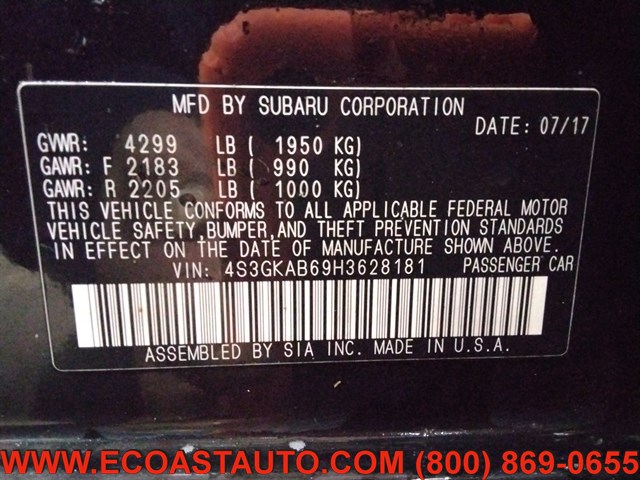 MFD BY SUBARU CORPORATION
DATE: 07/17
GVWR: 4299 LB ( 1950 KG)
GAWR: F 2183 LB ( 990 KG)
GAWR: R 2205 LB ( 1000 KG)
THIS VEHICLE CONFORMS TO ALL APPLICABLE FEDERAL MOTOR
VEHICLE SAFETY,BUMPER,AND THEFT PREVENTION STANDARDS
IN EFFECT ON THE DATE OF MANUFACTURE SHOWN ABOVE.
VIN: 4S3GKAB69H3628181 PASSENGER CAR
ASSEMBLED BY SIA INC. MADE IN U.S.A.
WWW.ECOASTAUTO.COM (800) 869-0655